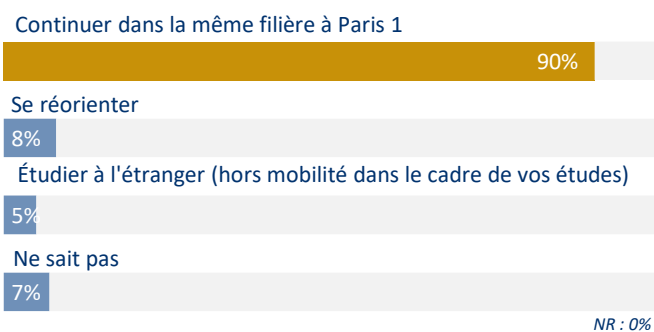 Continuer dans la même filière à Paris 1
90%
Se réorienter
8%
Étudier à l'étranger (hors mobilité dans le cadre de vos études)
5%
Ne sait pas
7%
NR : 0%